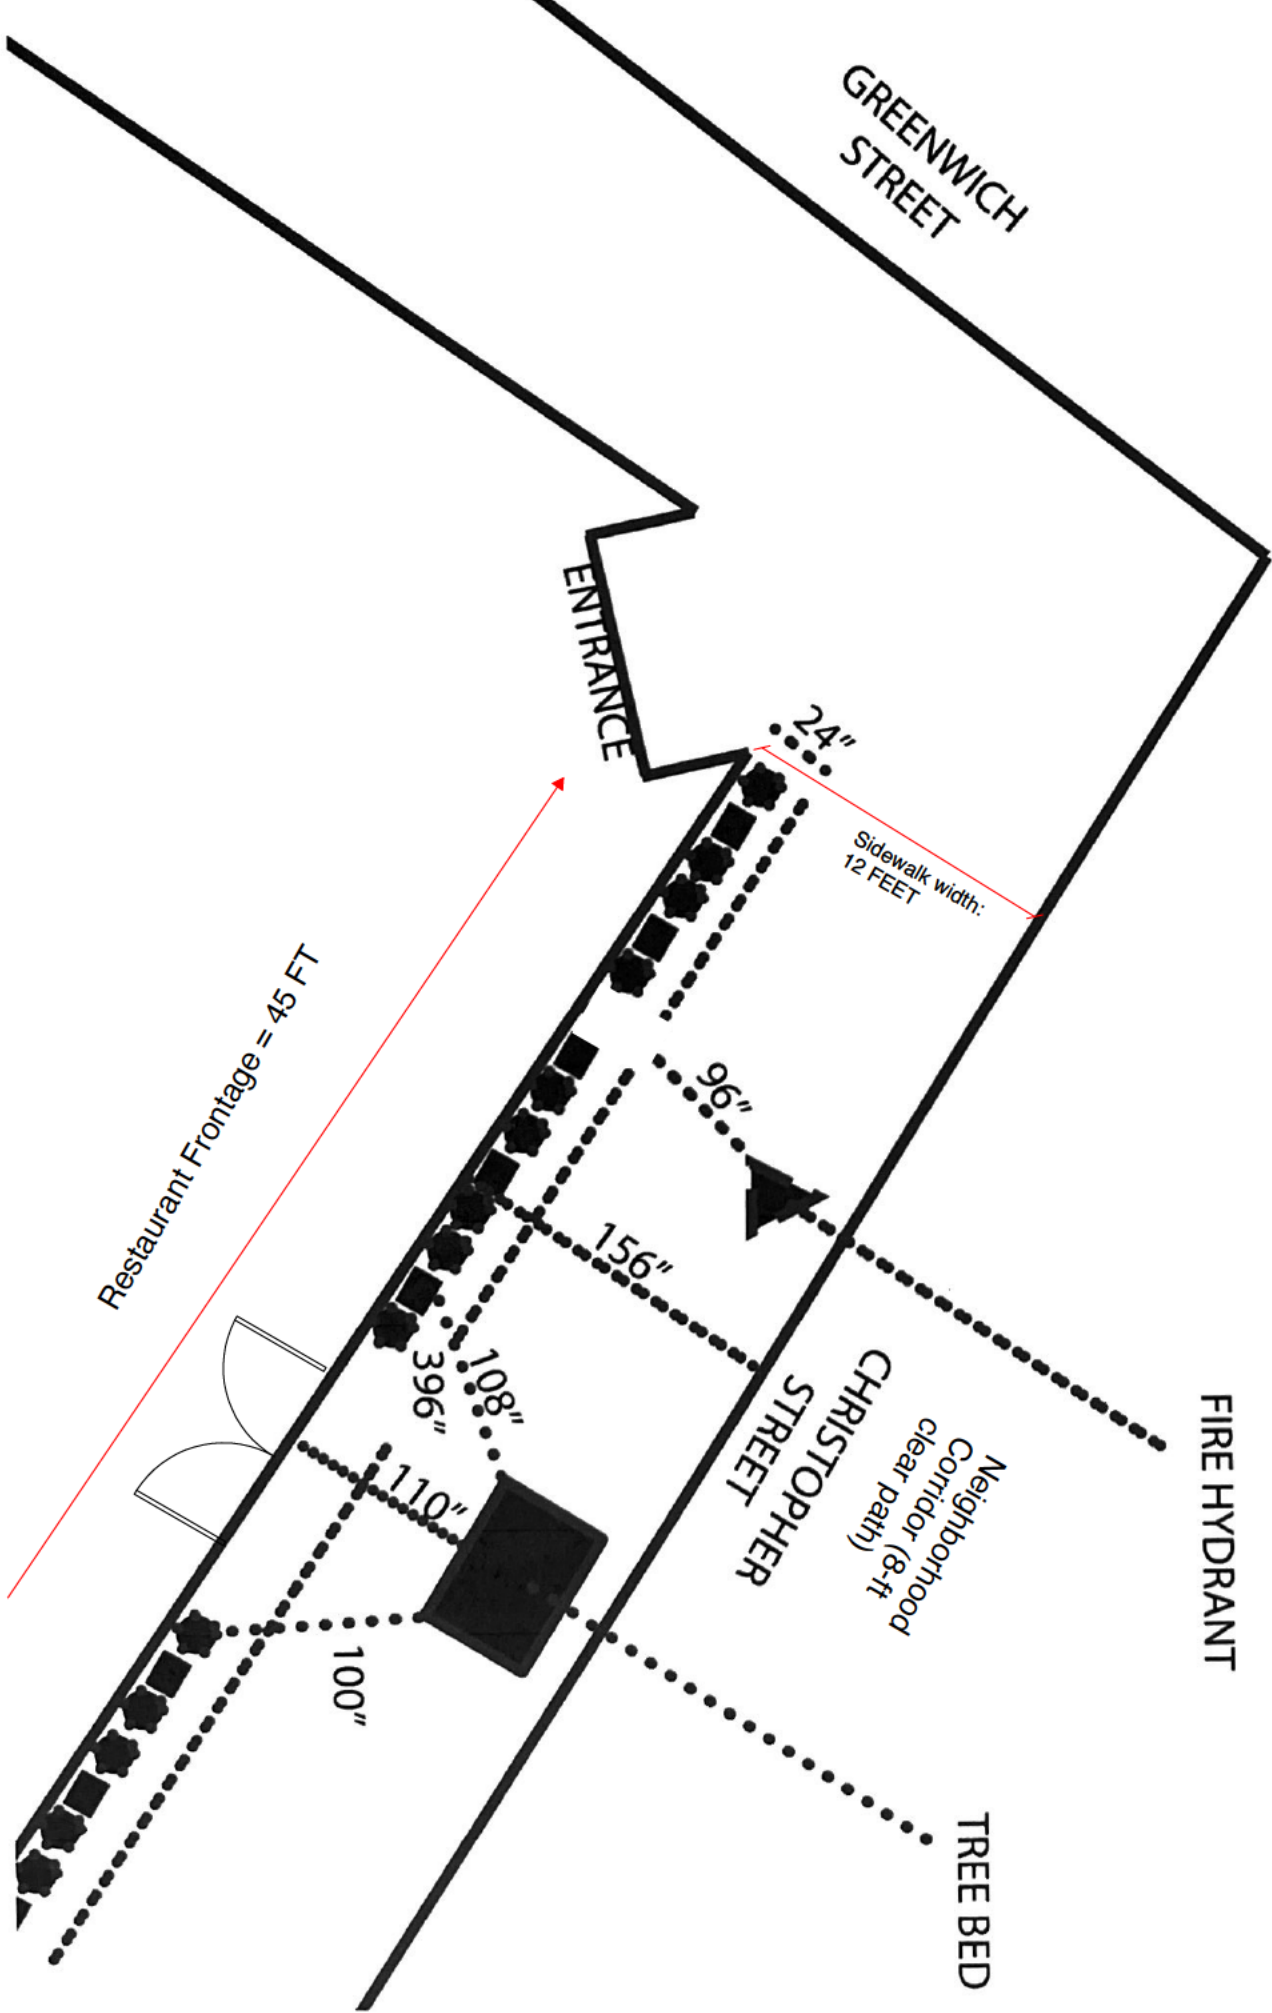 GREENWICH
STREET
ENTRANCE
24"
Sidewalk width:
12 FEET
Restaurant Frontage = 45 FT
96"
156"
108"
396"
110"
100"
CHRISTOPHER
STREET
Neighborhood
Corridor (8-ft
clear path)
FIRE HYDRANT
TREE BED